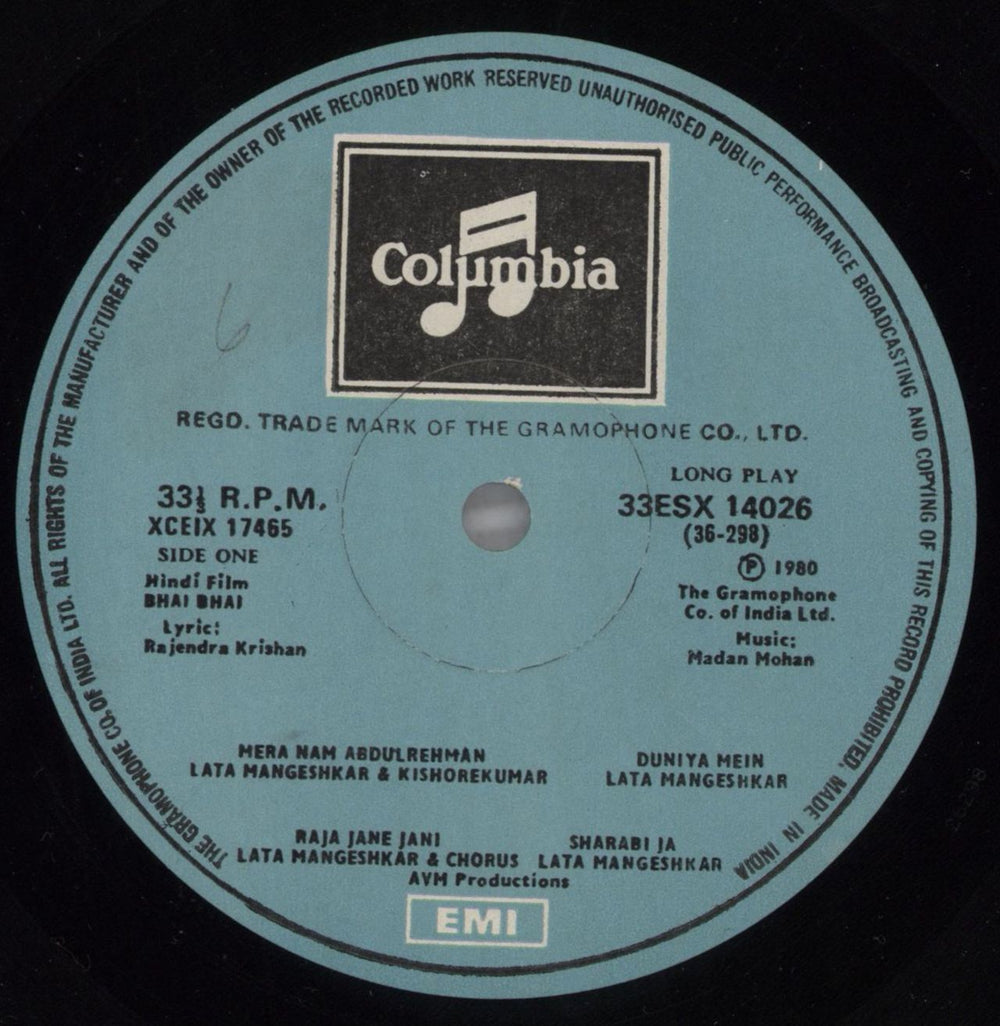 THE GRAMOPHONE CO. OF INDIA LTD. ALL RIGHTS OF THE MANUFACTURER AND OF THE OWNER OF THE RECORDED WORK RESERVED UNAUTHORISED PUBLIC PERFORMANCE BROADCASTING AND COPYING OF THIS RECORD PROHIBITED. MADE IN INDIA
Columbia
6
REGD. TRADE MARK OF THE GRAMOPHONE CO., LTD.
33⅓ R.P.M.
XCEIX 17465
SIDE ONE
Hindi Film
BHAI BHAI
Lyric:
Rajendra Krishan
LONG PLAY
33ESX 14026
(36-298)
Ⓟ 1980
The Gramophone
Co. of India Ltd.
Music:
Madan Mohan
MERA NAM ABDULREHMAN
LATA MANGESHKAR & KISHOREKUMAR
DUNIYA MEIN
LATA MANGESHKAR
RAJA JANE JANI
LATA MANGESHKAR & CHORUS
SHARABI JA
LATA MANGESHKAR
AVM Productions
EMI